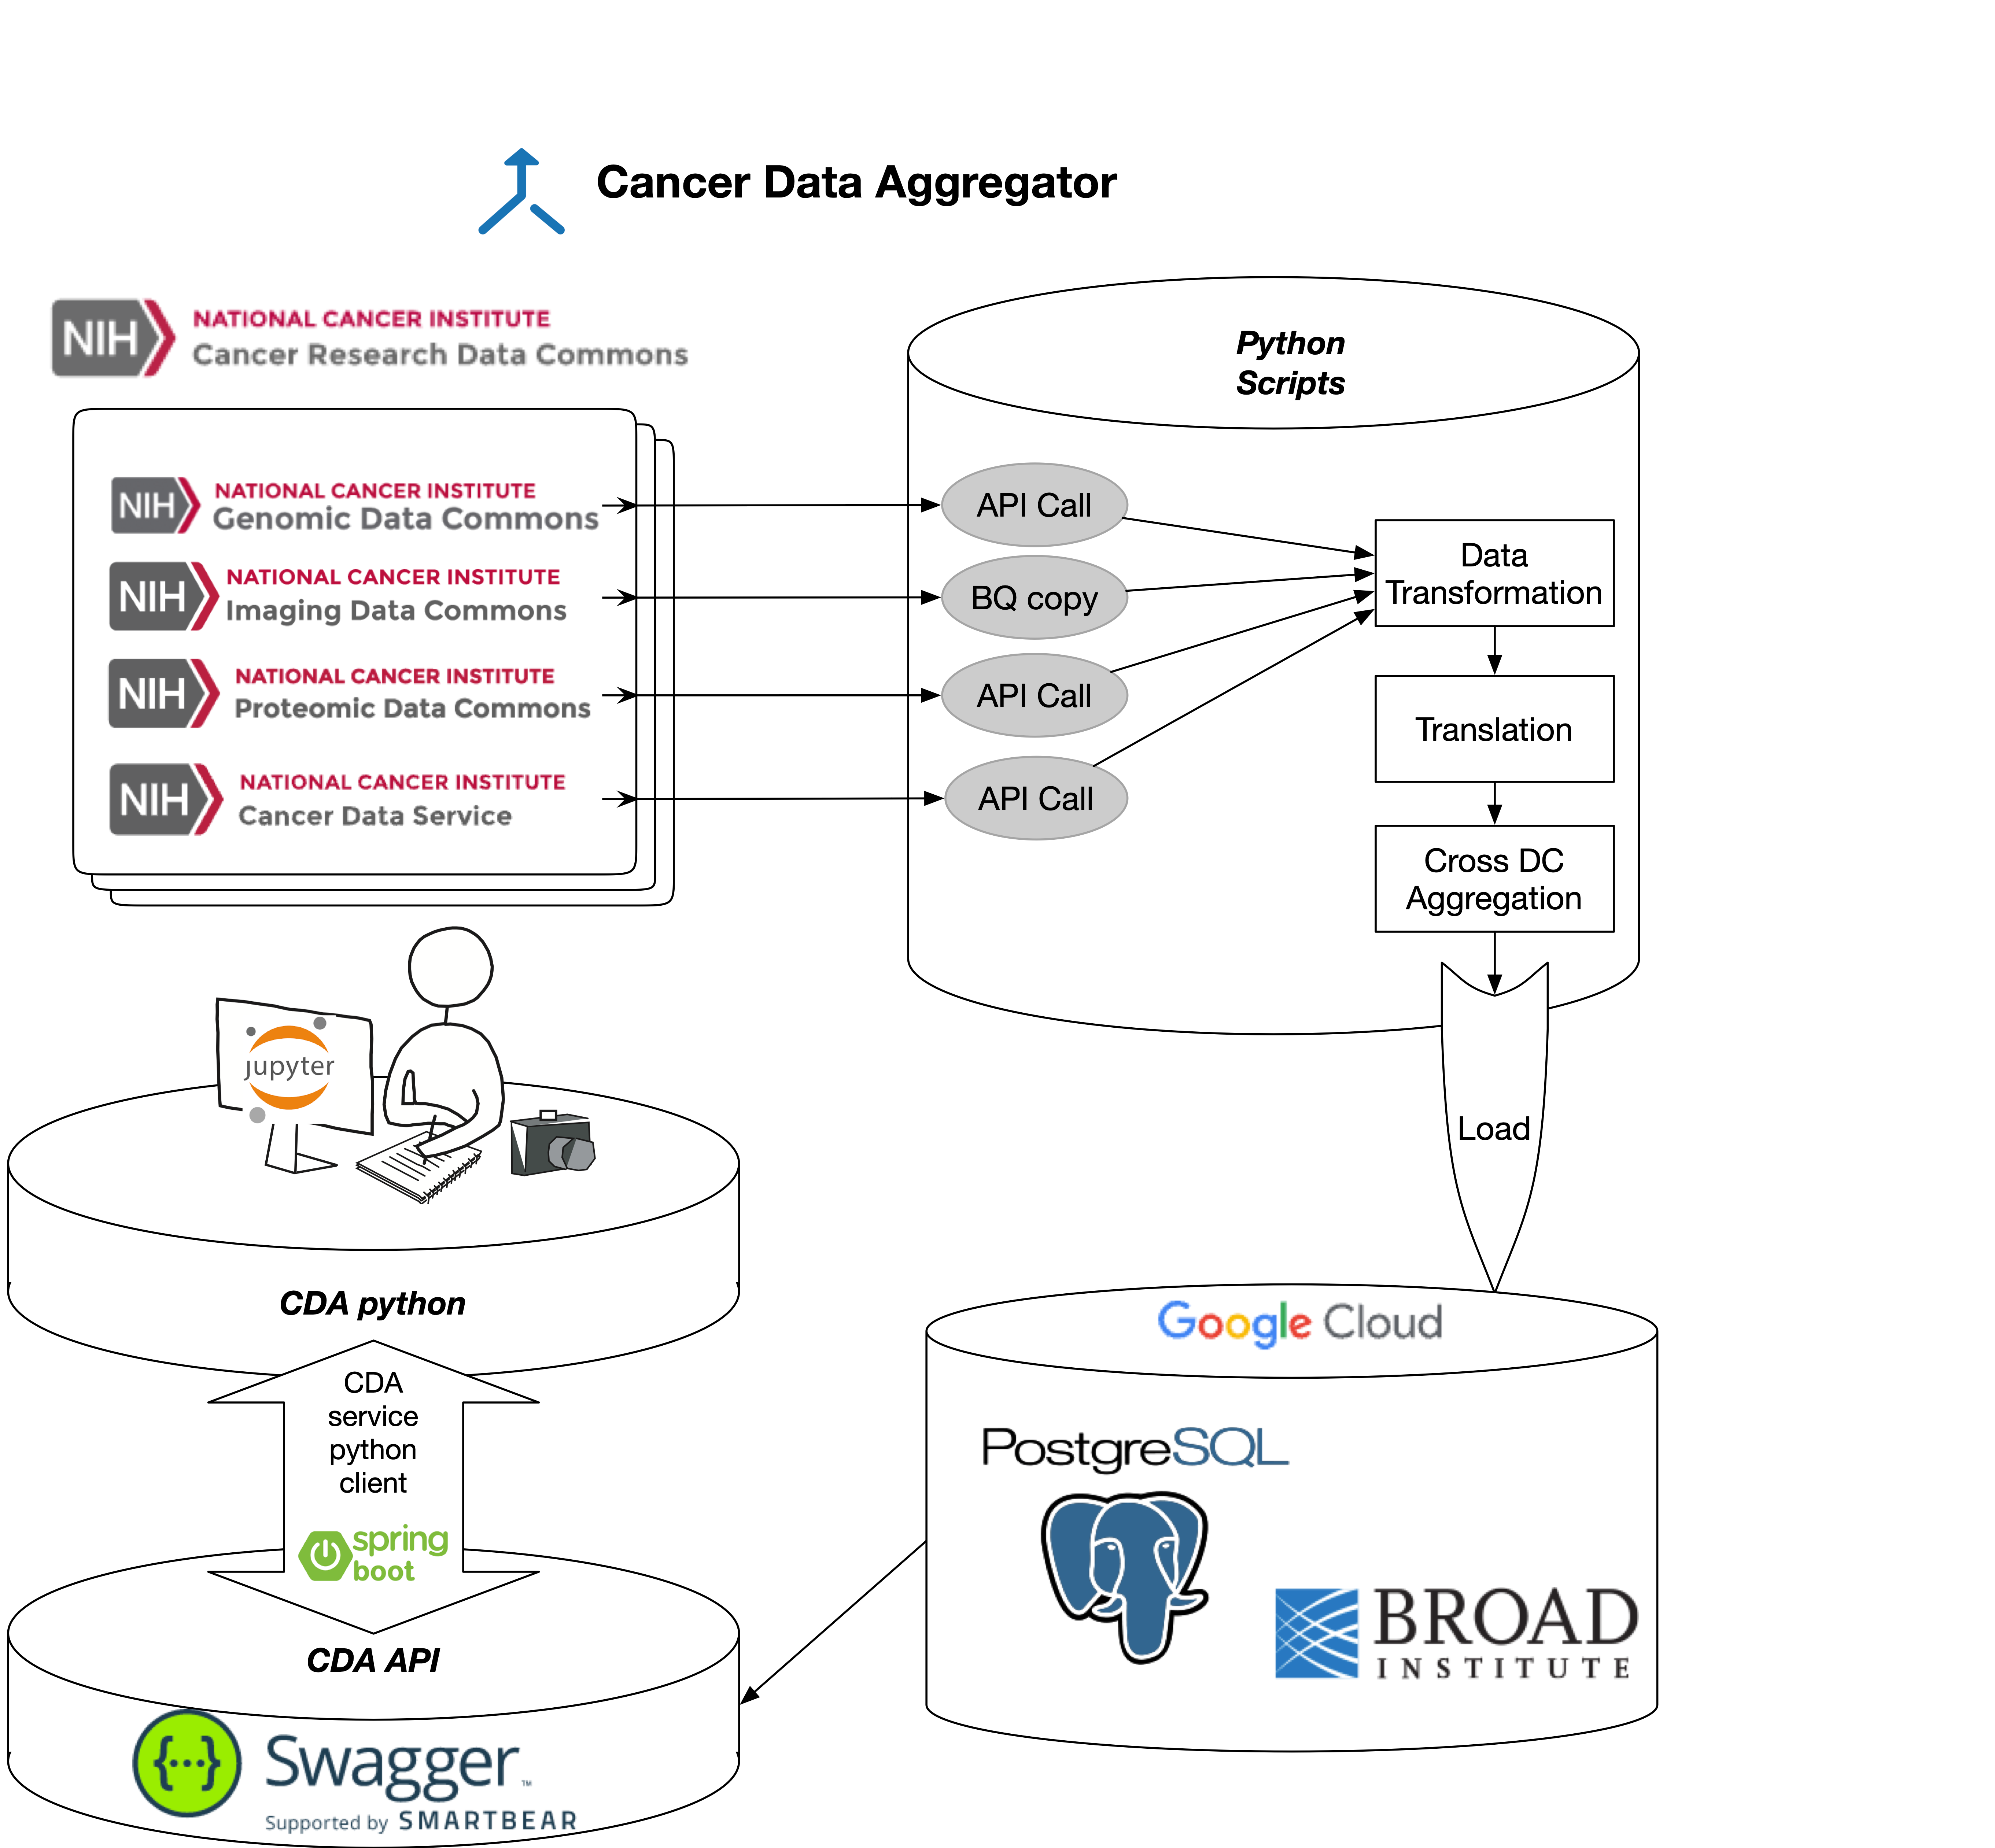 Cancer Data Aggregator
NIH
NATIONAL CANCER INSTITUTE
Cancer Research Data Commons
NIH
NATIONAL CANCER INSTITUTE
Genomic Data Commons
NIH
NATIONAL CANCER INSTITUTE
Imaging Data Commons
NIH
NATIONAL CANCER INSTITUTE
Proteomic Data Commons
NIH
NATIONAL CANCER INSTITUTE
Cancer Data Service
Python
Scripts
API Call
BQ copy
API Call
API Call
Data
Transformation
Translation
Cross DC
Aggregation
Load
jupyter
CDA python
CDA
service
python
client
spring
boot
CDA API
{···}
Swagger™
Supported by SMARTBEAR
Google Cloud
PostgreSQL
BROAD
INSTITUTE